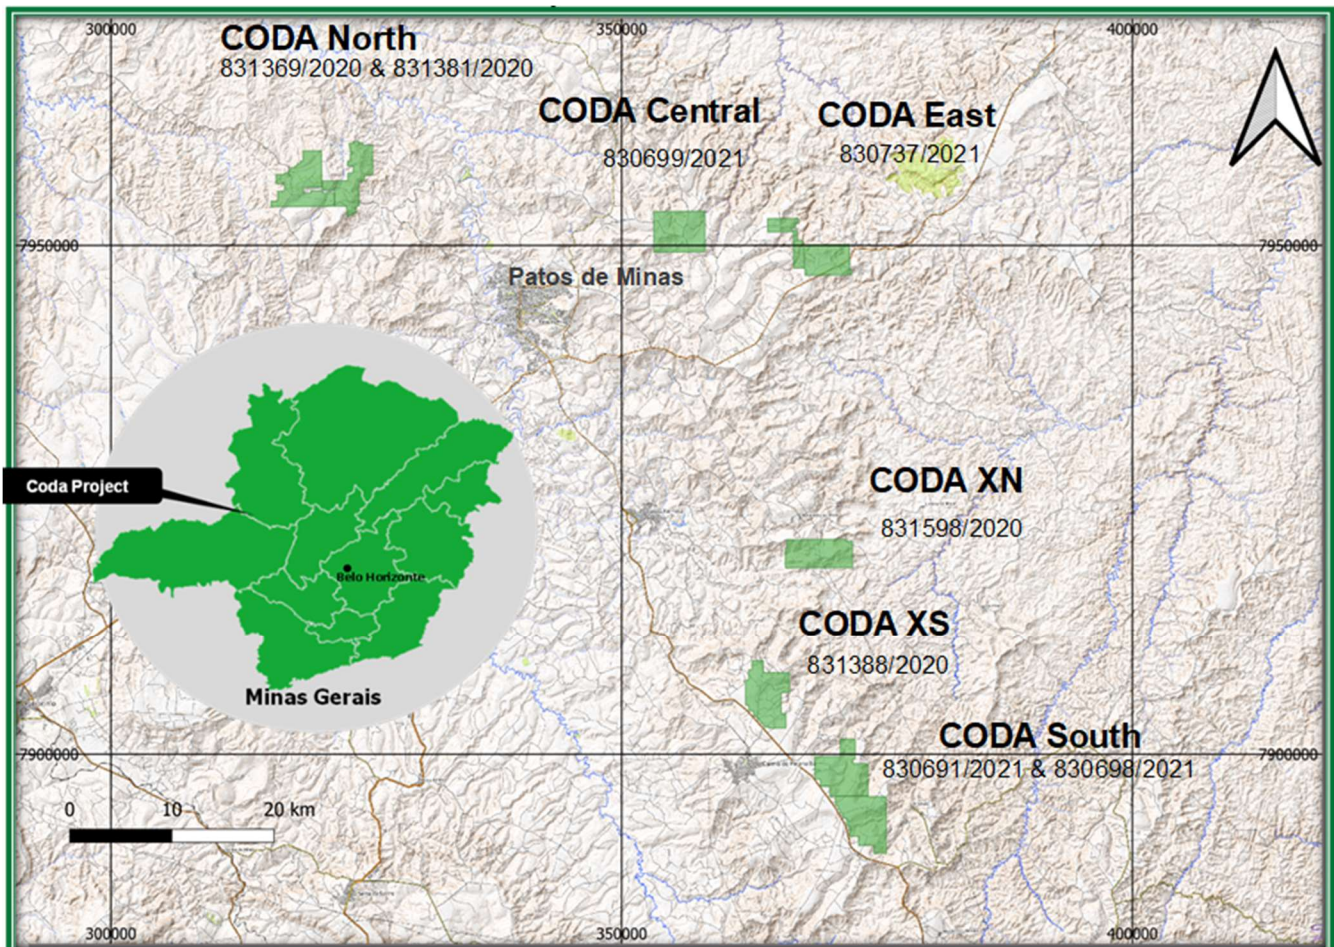 300000
350000
400000
CODA North
831369/2020 & 831381/2020
CODA Central
830699/2021
CODA East
830737/2021
7950000
7950000
Patos de Minas
Coda Project
Belo Horizonte
Minas Gerais
CODA XN
831598/2020
CODA XS
831388/2020
CODA South
830691/2021 & 830698/2021
7900000
7900000
0
10
20 km
300000
350000
400000